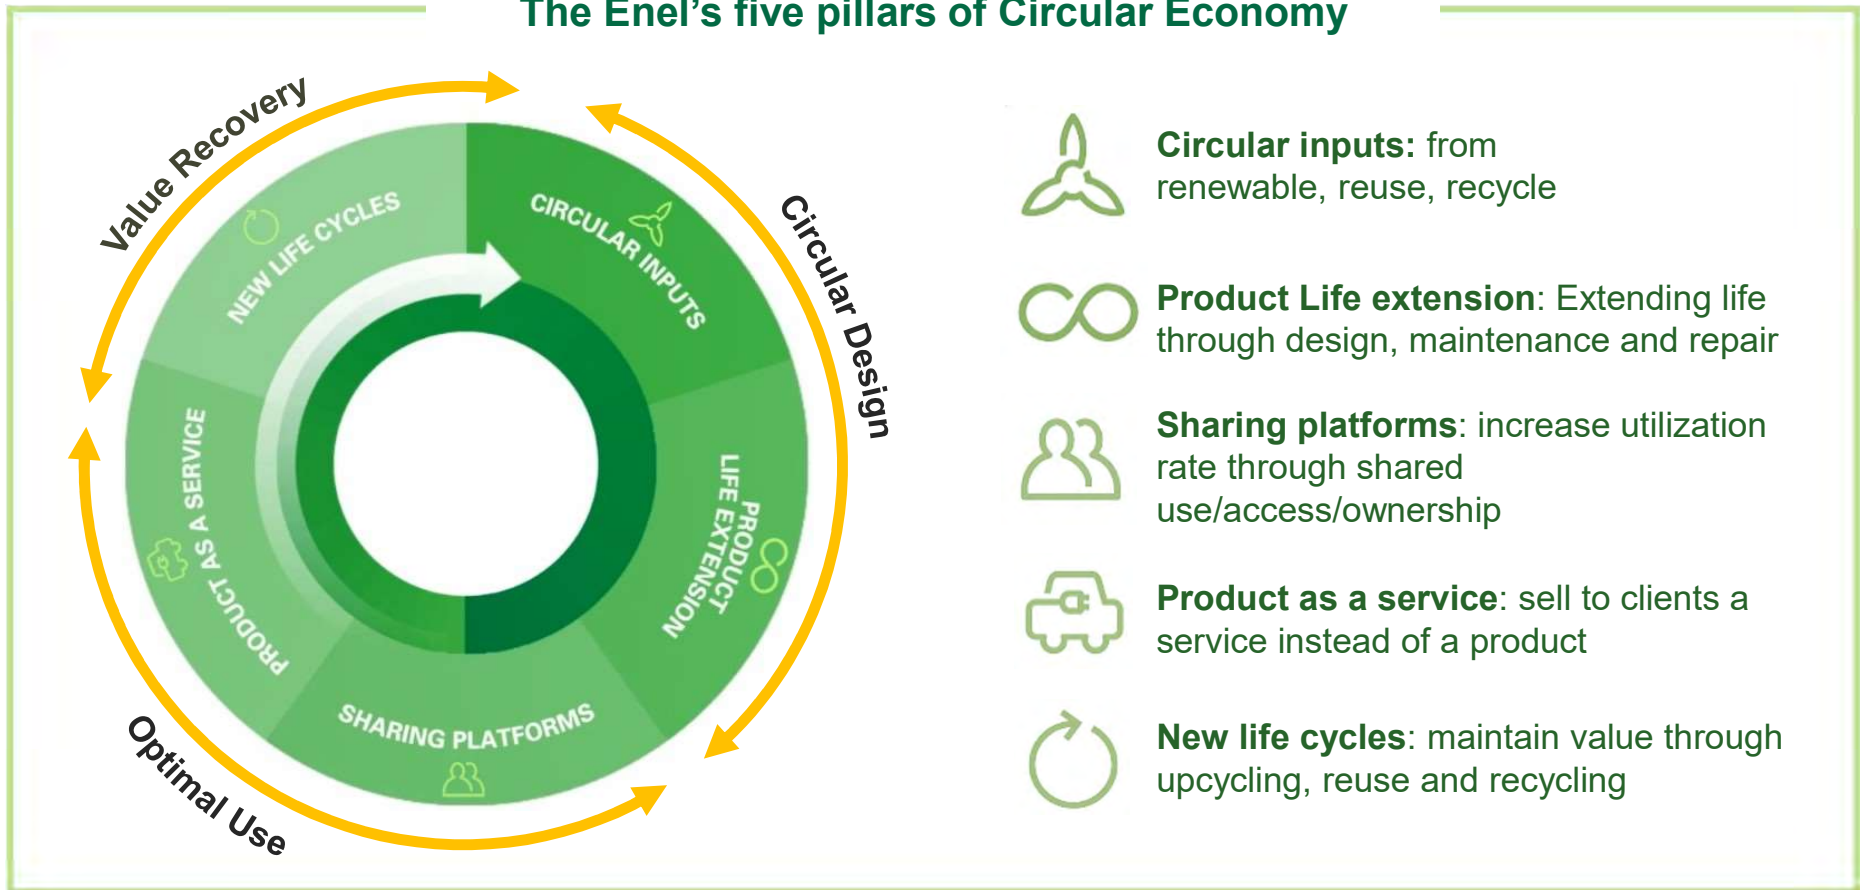 The Enel’s five pillars of Circular Economy
Value Recovery
Circular Design
Optimal Use
NEW LIFE CYCLES
CIRCULAR INPUTS
PRODUCT
LIFE EXTENSION
SHARING PLATFORMS
PRODUCT AS A SERVICE
Circular inputs: from
renewable, reuse, recycle
Product Life extension: Extending life
through design, maintenance and repair
Sharing platforms: increase utilization
rate through shared
use/access/ownership
Product as a service: sell to clients a
service instead of a product
New life cycles: maintain value through
upcycling, reuse and recycling